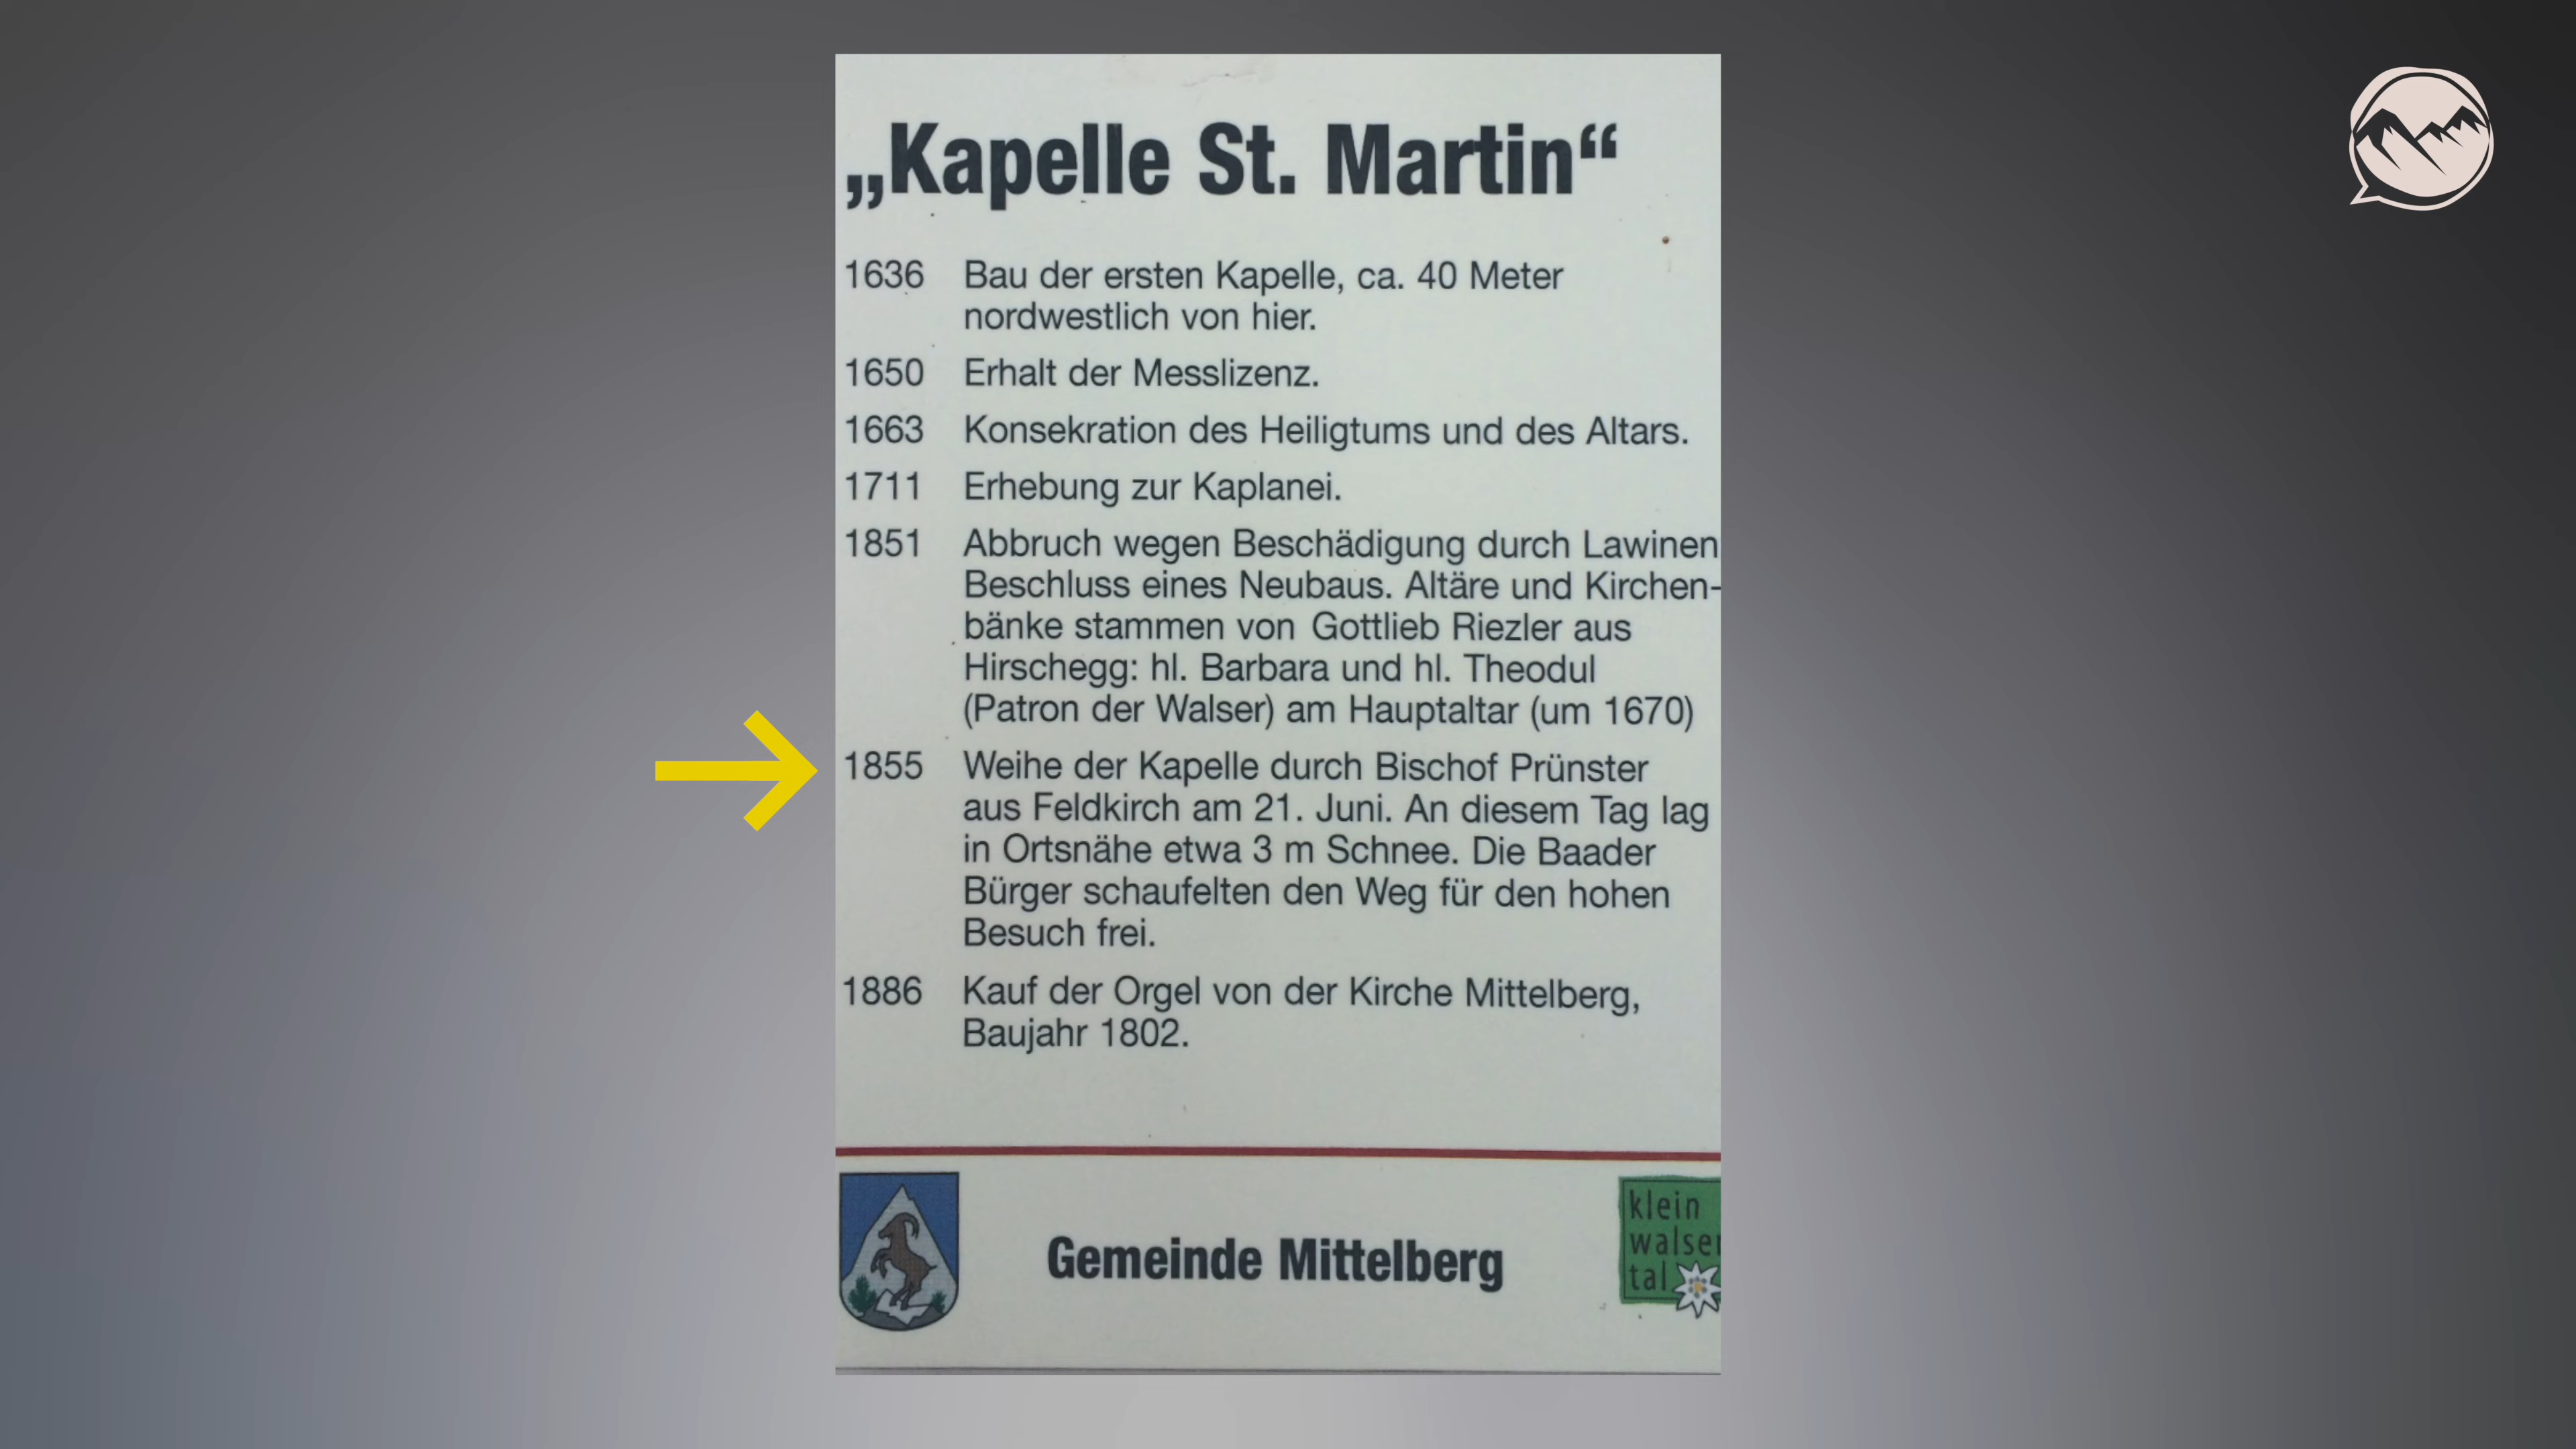 „Kapelle St. Martin“
1636 Bau der ersten Kapelle, ca. 40 Meter
nordwestlich von hier.
1650 Erhalt der Messlizenz.
1663 Konsekration des Heiligtums und des Altars.
1711 Erhebung zur Kaplanei.
1851 Abbruch wegen Beschädigung durch Lawinen
Beschluss eines Neubaus. Altäre und Kirchen-
bänke stammen von Gottlieb Riezler aus
Hirschegg: hl. Barbara und hl. Theodul
(Patron der Walser) am Hauptaltar (um 1670)
1855 Weihe der Kapelle durch Bischof Prünster
aus Feldkirch am 21. Juni. An diesem Tag lag
in Ortsnähe etwa 3 m Schnee. Die Baader
Bürger schaufelten den Weg für den hohen
Besuch frei.
1886 Kauf der Orgel von der Kirche Mittelberg,
Baujahr 1802.
Gemeinde Mittelberg
klein
walser
tal